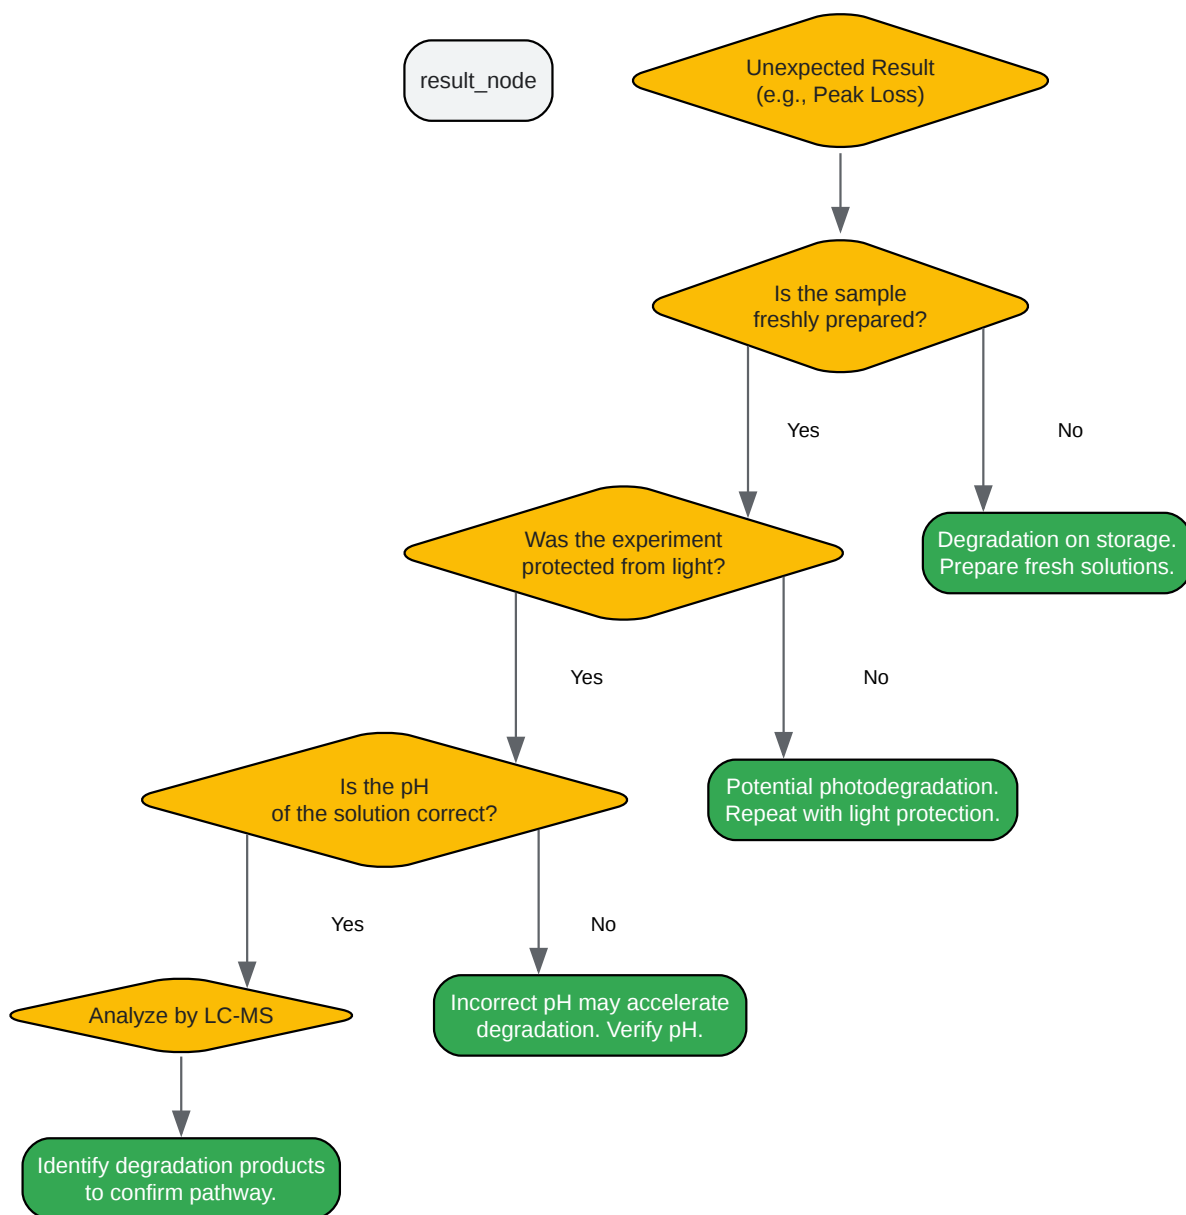 result_node
Unexpected Result
(e.g., Peak Loss)
Is the sample
freshly prepared?
Yes
No
Was the experiment
protected from light?
Degradation on storage.
Prepare fresh solutions.
Yes
No
Is the pH
of the solution correct?
Potential photodegradation.
Repeat with light protection.
Yes
No
Analyze by LC-MS
Incorrect pH may accelerate
degradation. Verify pH.
Identify degradation products
to confirm pathway.